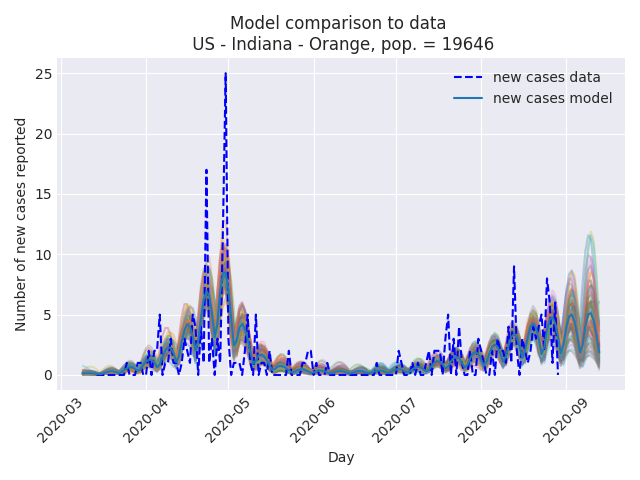 Model comparison to data
US - Indiana - Orange, pop. = 19646
new cases data
new cases model
Number of new cases reported
25
20
15
10
5
0
2020-03
2020-04
2020-05
2020-06
2020-07
2020-08
2020-09
Day